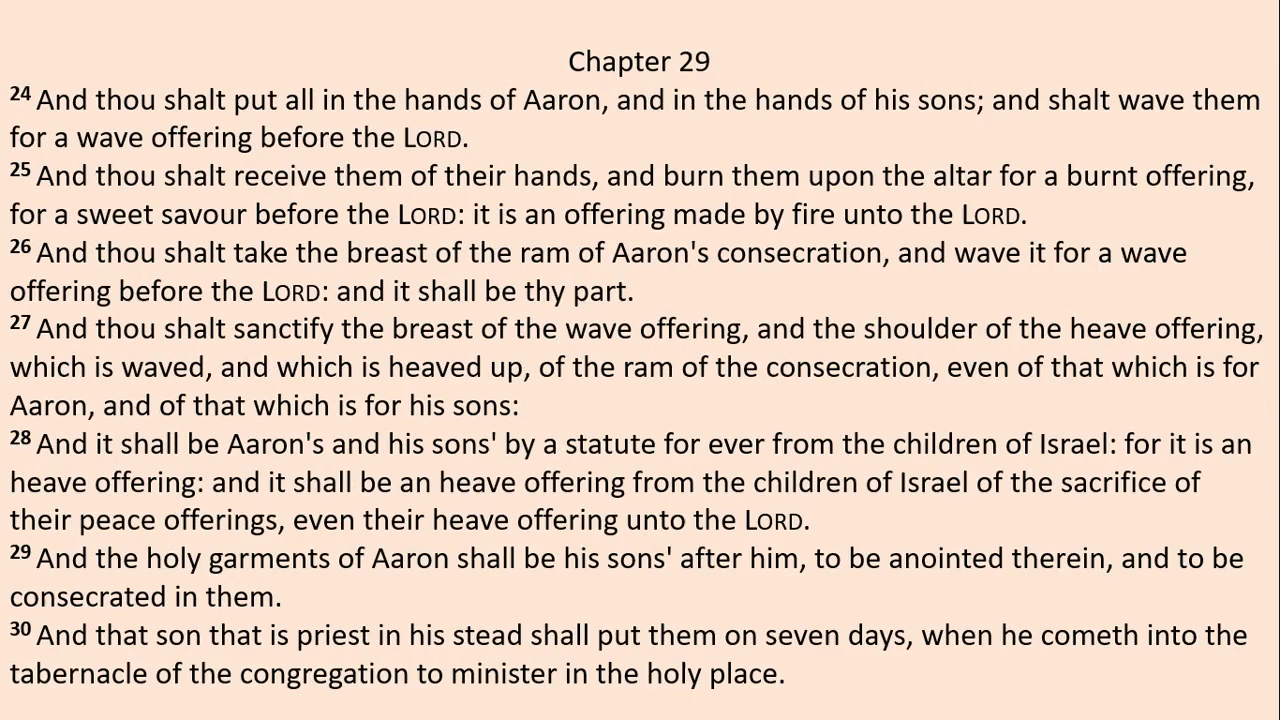 Chapter 29
24 And thou shalt put all in the hands of Aaron, and in the hands of his sons; and shalt wave them
for a wave offering before the LORD.
25 And thou shalt receive them of their hands, and burn them upon the altar for a burnt offering,
for a sweet savour before the LORD: it is an offering made by fire unto the LORD.
26 And thou shalt take the breast of the ram of Aaron's consecration, and wave it for a wave
offering before the LORD: and it shall be thy part.
27 And thou shalt sanctify the breast of the wave offering, and the shoulder of the heave offering,
which is waved, and which is heaved up, of the ram of the consecration, even of that which is for
Aaron, and of that which is for his sons:
28 And it shall be Aaron's and his sons' by a statute for ever from the children of Israel: for it is an
heave offering: and it shall be an heave offering from the children of Israel of the sacrifice of
their peace offerings, even their heave offering unto the LORD.
29 And the holy garments of Aaron shall be his sons' after him, to be anointed therein, and to be
consecrated in them.
30 And that son that is priest in his stead shall put them on seven days, when he cometh into the
tabernacle of the congregation to minister in the holy place.